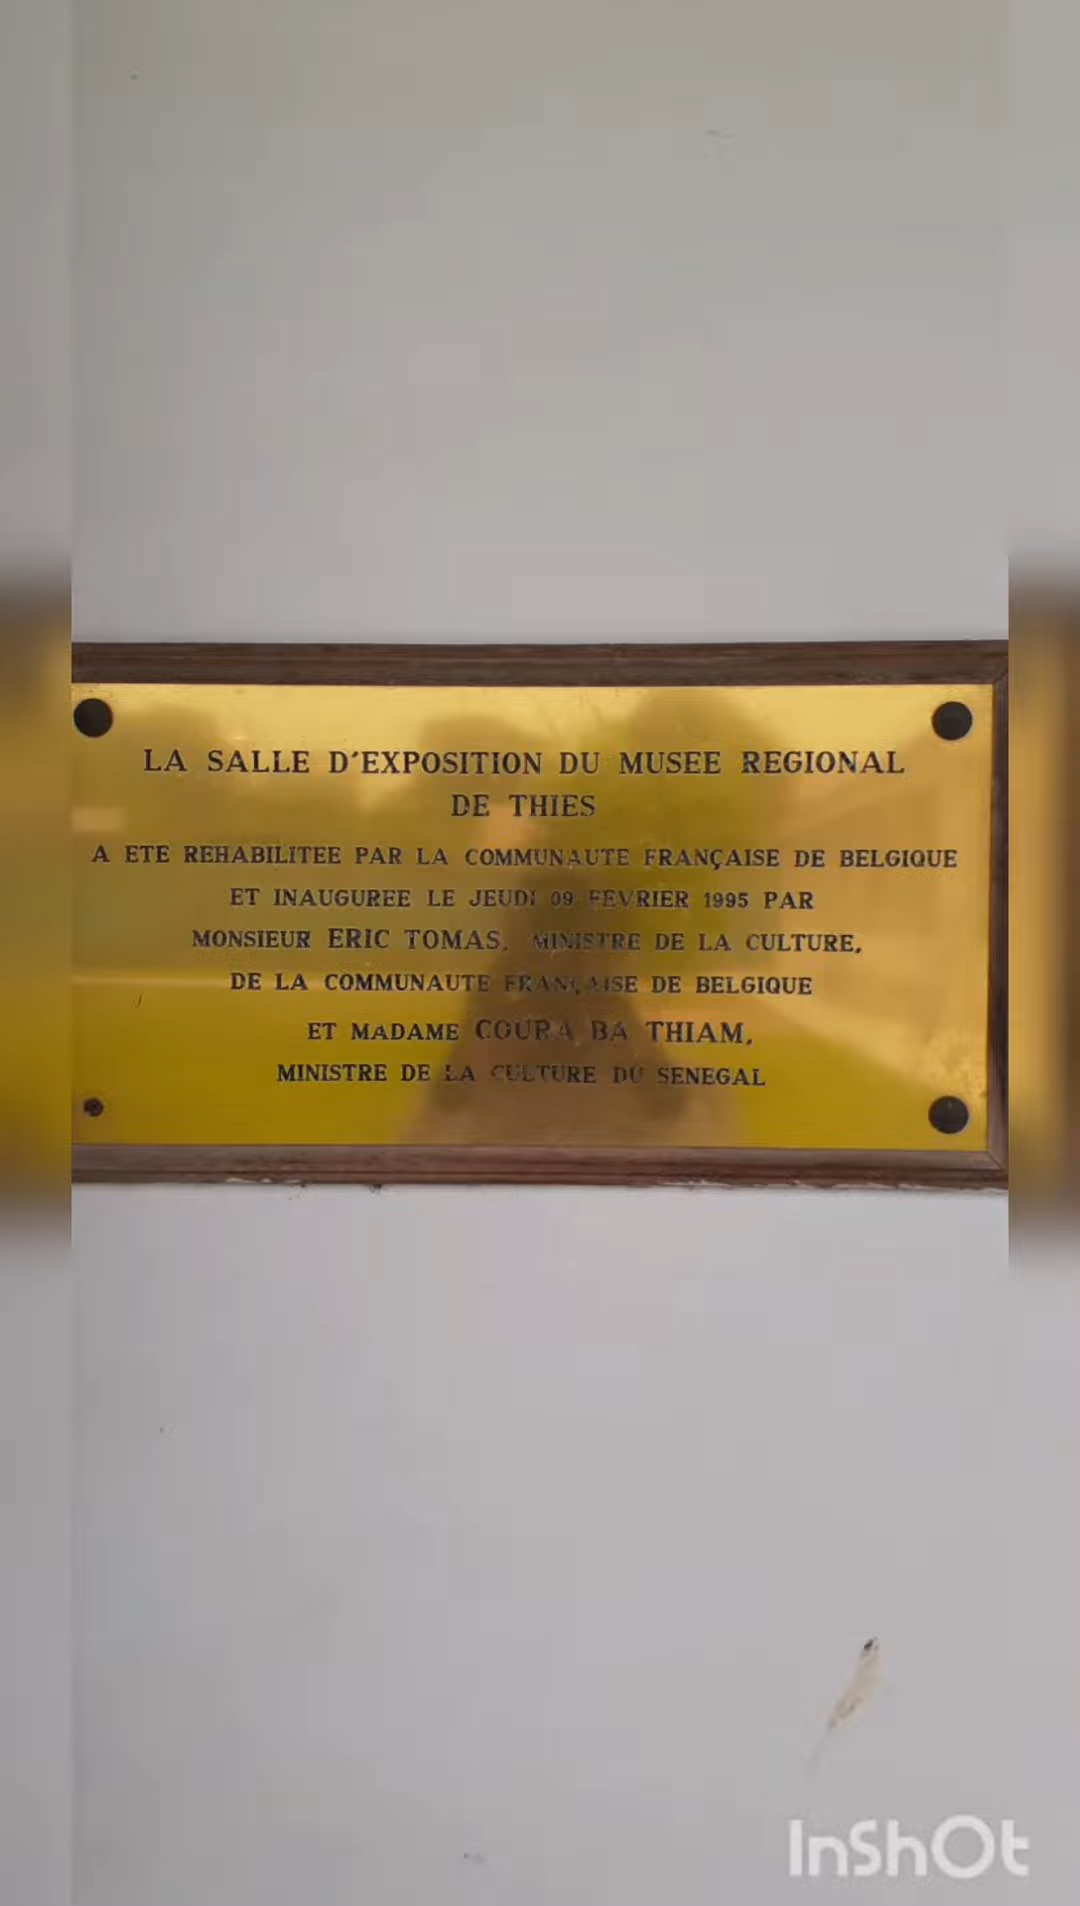 LA SALLE D'EXPOSITION DU MUSEE REGIONAL
DE THIES
A ETE REHABILITEE PAR LA COMMUNAUTE FRANÇAISE DE BELGIQUE
ET INAUGUREE LE JEUDI 09 FEVRIER 1995 PAR
MONSIEUR ERIC TOMAS, MINISTRE DE LA CULTURE,
DE LA COMMUNAUTE FRANÇAISE DE BELGIQUE
ET MADAME COURA BA THIAM,
MINISTRE DE LA CULTURE DU SENEGAL
InShOt